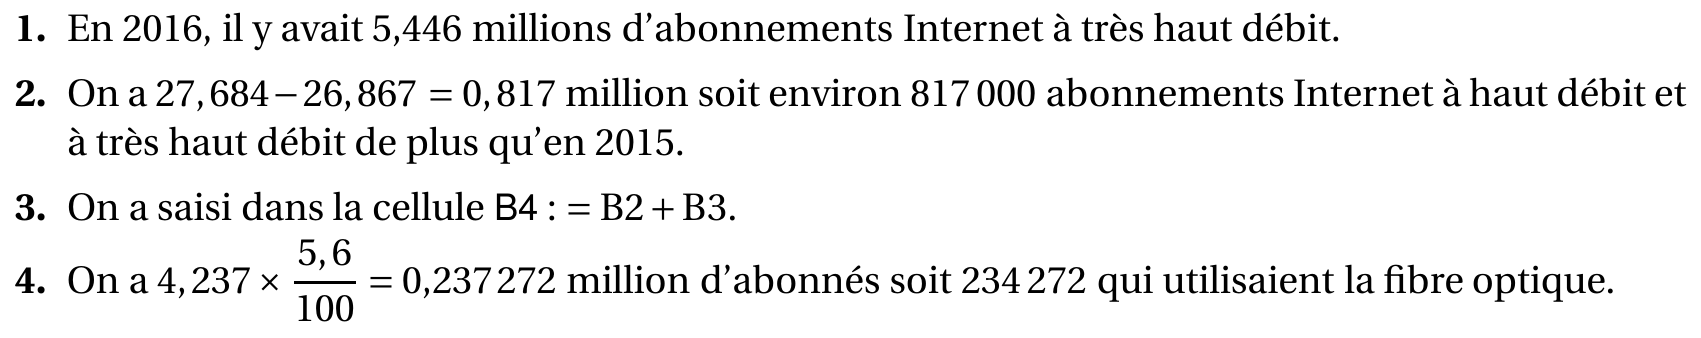 1. En 2016, il y avait 5,446 millions d'abonnements Internet à très haut débit.
2. On a 27,684 − 26,867 = 0,817 million soit environ 817 000 abonnements Internet à haut débit et
à très haut débit de plus qu'en 2015.
3. On a saisi dans la cellule B4 : = B2 + B3.
4. On a 4,237 × 5,6/100 = 0,237 272 million d'abonnés soit 234 272 qui utilisaient la fibre optique.